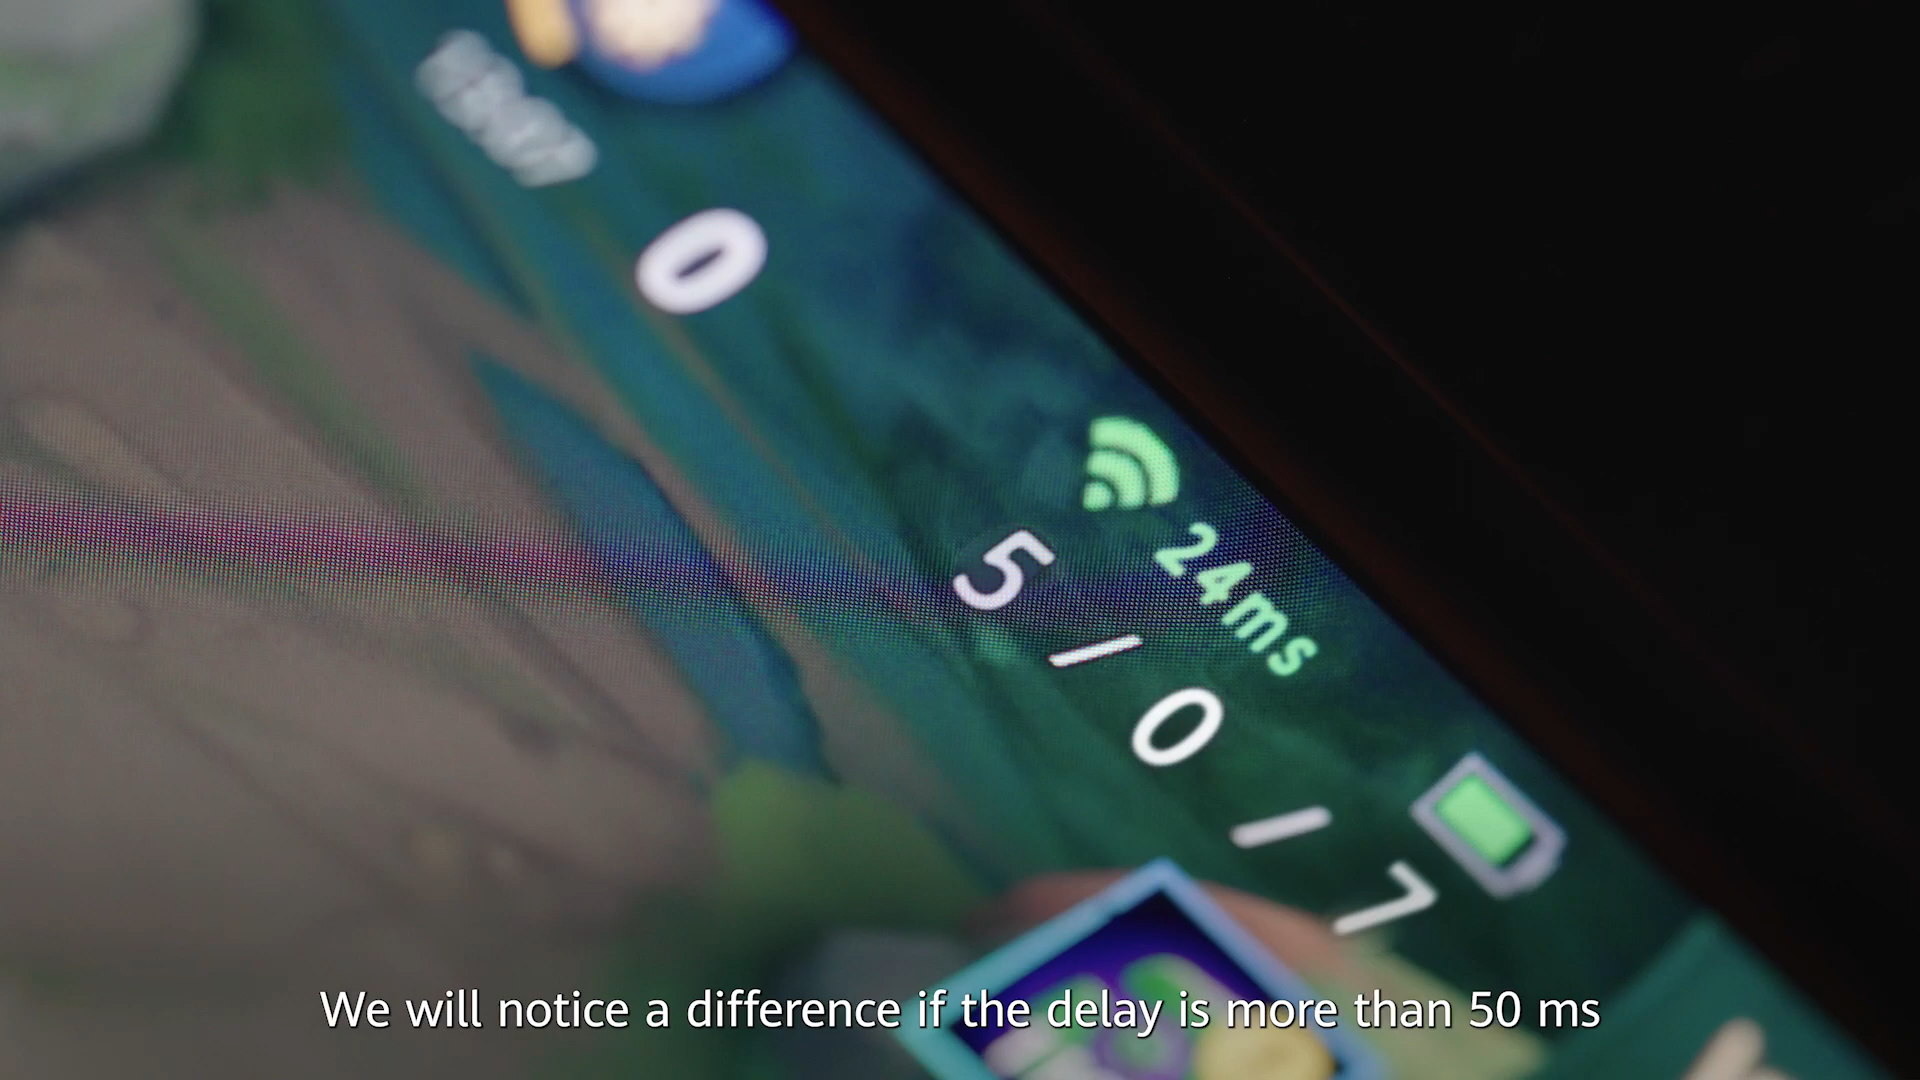 0
24ms
5 / 0 / 7
We will notice a difference if the delay is more than 50 ms